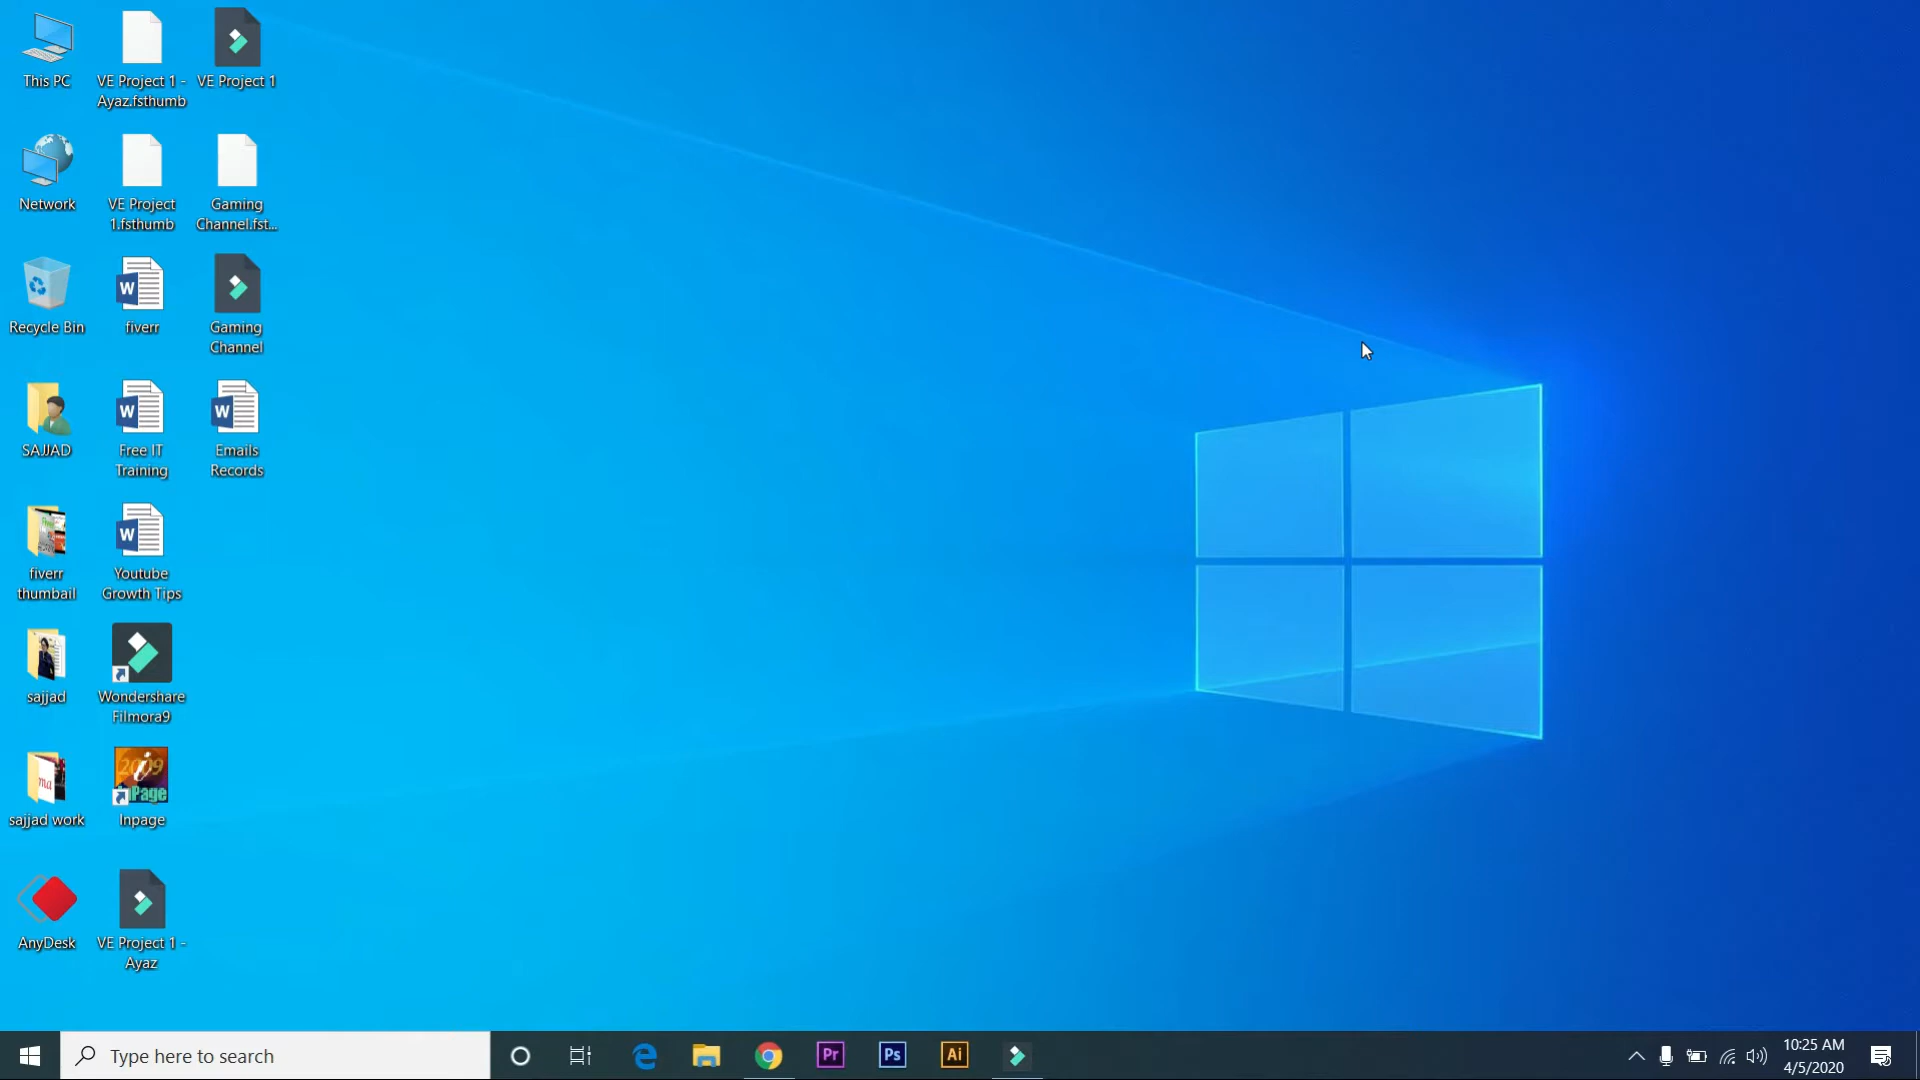 This PC
VE Project 1 -
Ayaz.fsthumb
VE Project 1
Network
VE Project
1.fsthumb
Gaming
Channel.fst...
Recycle Bin
fiverr
Gaming
Channel
SAJJAD
Free IT
Training
Emails
Records
fiverr
thumbail
Youtube
Growth Tips
sajjad
Wondershare
Filmora9
sajjad work
2009
inPage
Inpage
AnyDesk
VE Project 1 -
Ayaz
Type here to search
Pr
Ps
Ai
10:25 AM
4/5/2020